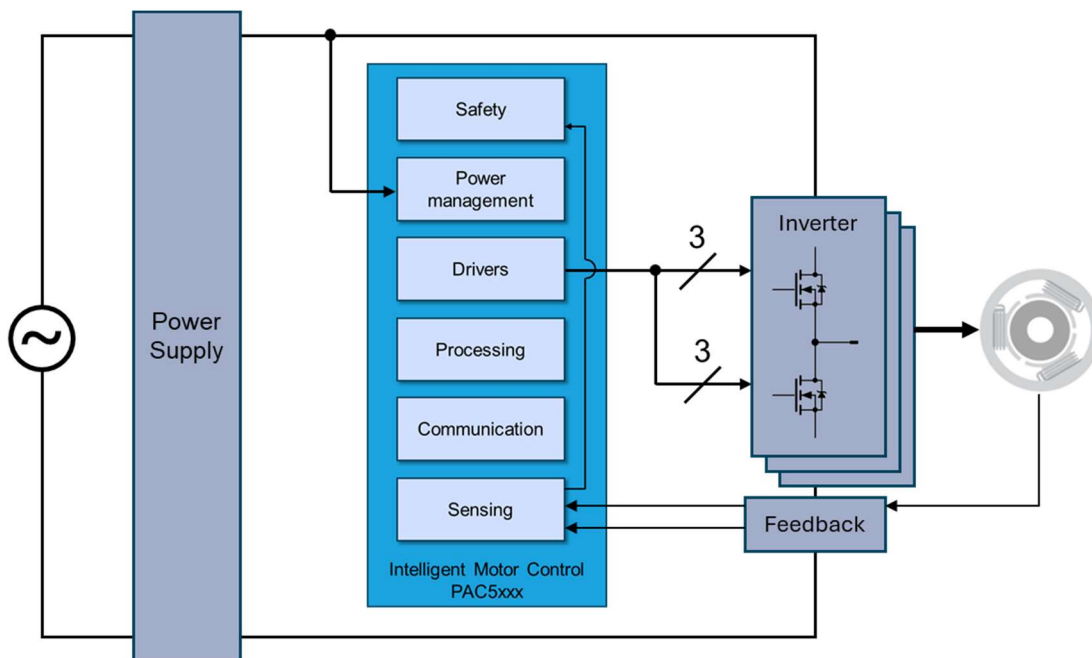 Safety
Power
management
Drivers
Processing
Communication
Sensing
Intelligent Motor Control
PAC5xxx
Power
Supply
3
3
Inverter
Feedback